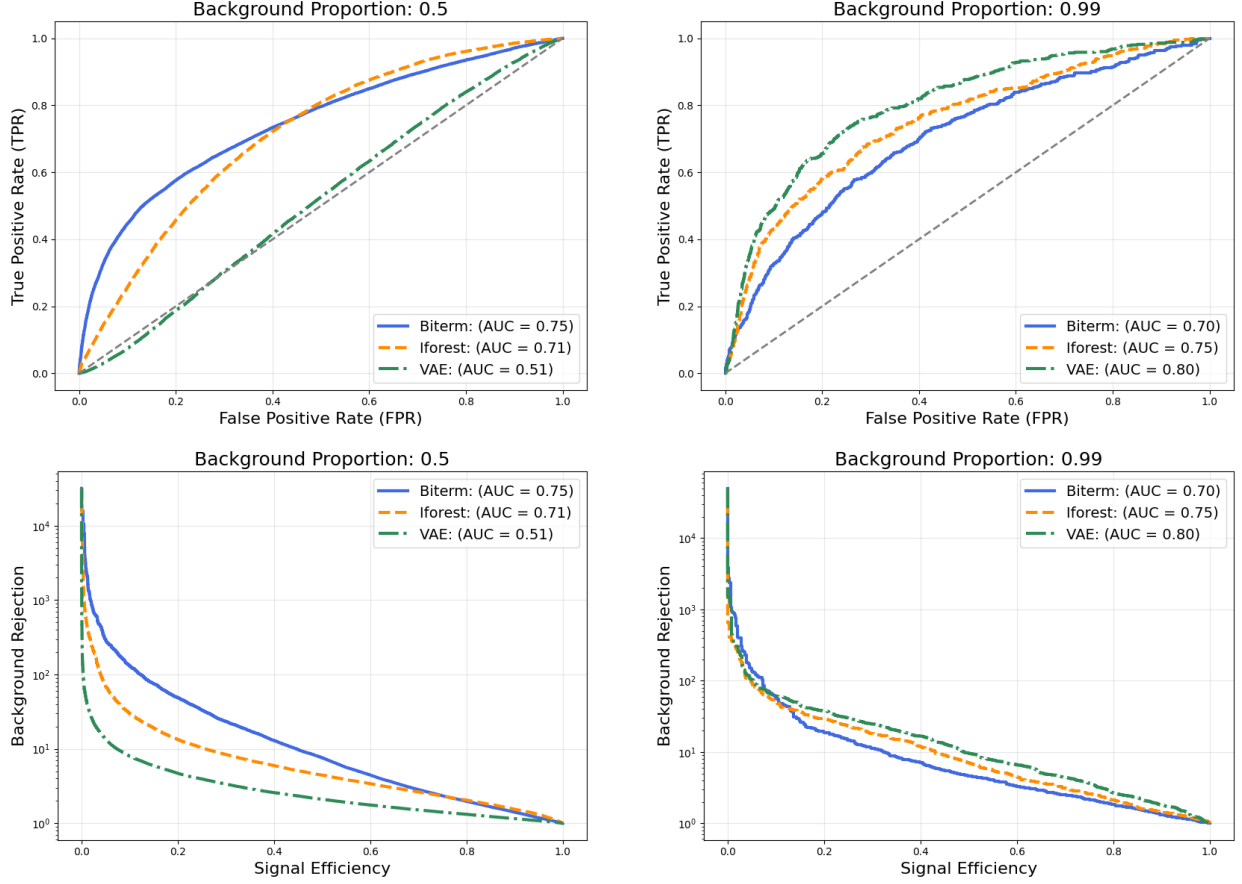 Background Proportion: 0.5
True Positive Rate (TPR)
1.0
0.8
0.6
0.4
0.2
0.0
Biterm: (AUC = 0.75)
Iforest: (AUC = 0.71)
VAE: (AUC = 0.51)
0.0 0.2 0.4 0.6 0.8 1.0
False Positive Rate (FPR)
Background Proportion: 0.99
True Positive Rate (TPR)
1.0
0.8
0.6
0.4
0.2
0.0
Biterm: (AUC = 0.70)
Iforest: (AUC = 0.75)
VAE: (AUC = 0.80)
0.0 0.2 0.4 0.6 0.8 1.0
False Positive Rate (FPR)
Background Proportion: 0.5
Background Rejection
Biterm: (AUC = 0.75)
Iforest: (AUC = 0.71)
VAE: (AUC = 0.51)
10⁴
10³
10²
10¹
10⁰
0.0 0.2 0.4 0.6 0.8 1.0
Signal Efficiency
Background Proportion: 0.99
Background Rejection
Biterm: (AUC = 0.70)
Iforest: (AUC = 0.75)
VAE: (AUC = 0.80)
10⁴
10³
10²
10¹
10⁰
0.0 0.2 0.4 0.6 0.8 1.0
Signal Efficiency